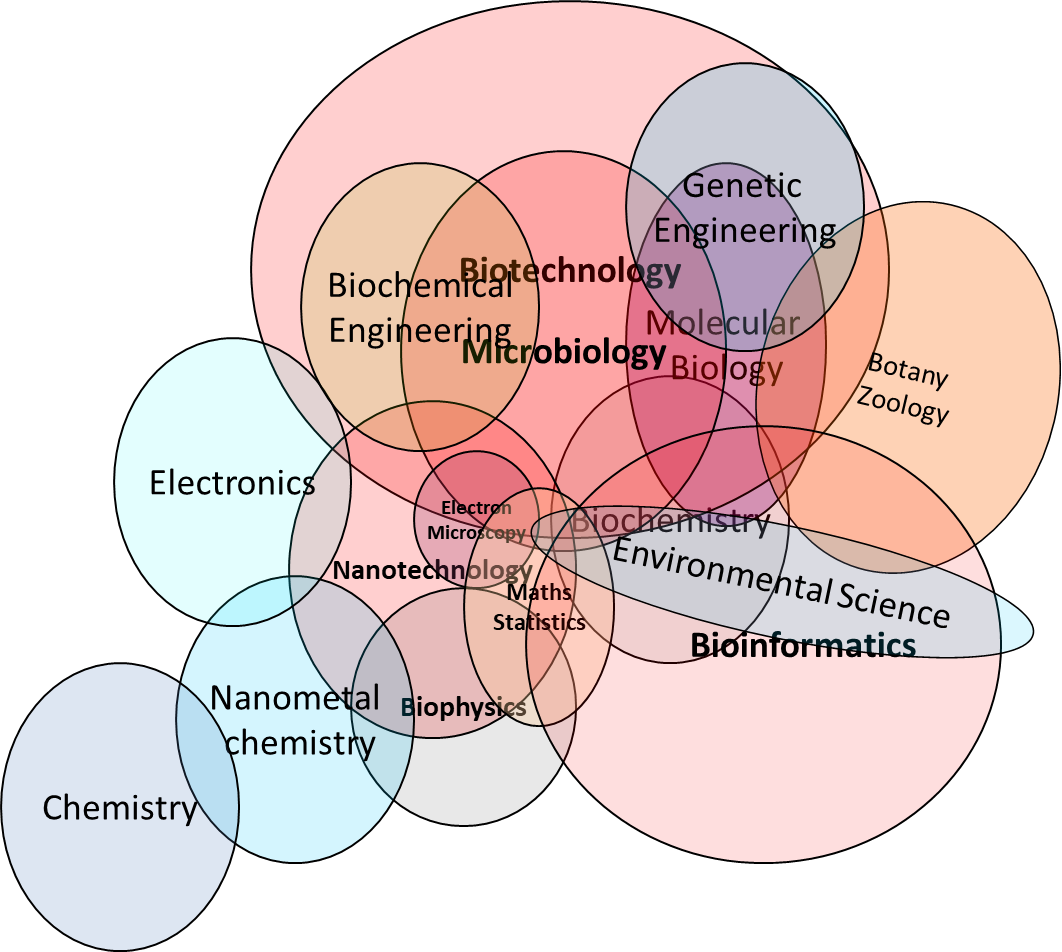 Genetic
Engineering
Biotechnology
Biochemical
Engineering
Microbiology
Molecular
Biology
Botany
Zoology
Electronics
Electron
Microscopy
Biochemistry
Environmental Science
Nanotechnology
Maths
Statistics
Bioinformatics
Nanometal
chemistry
Biophysics
Chemistry